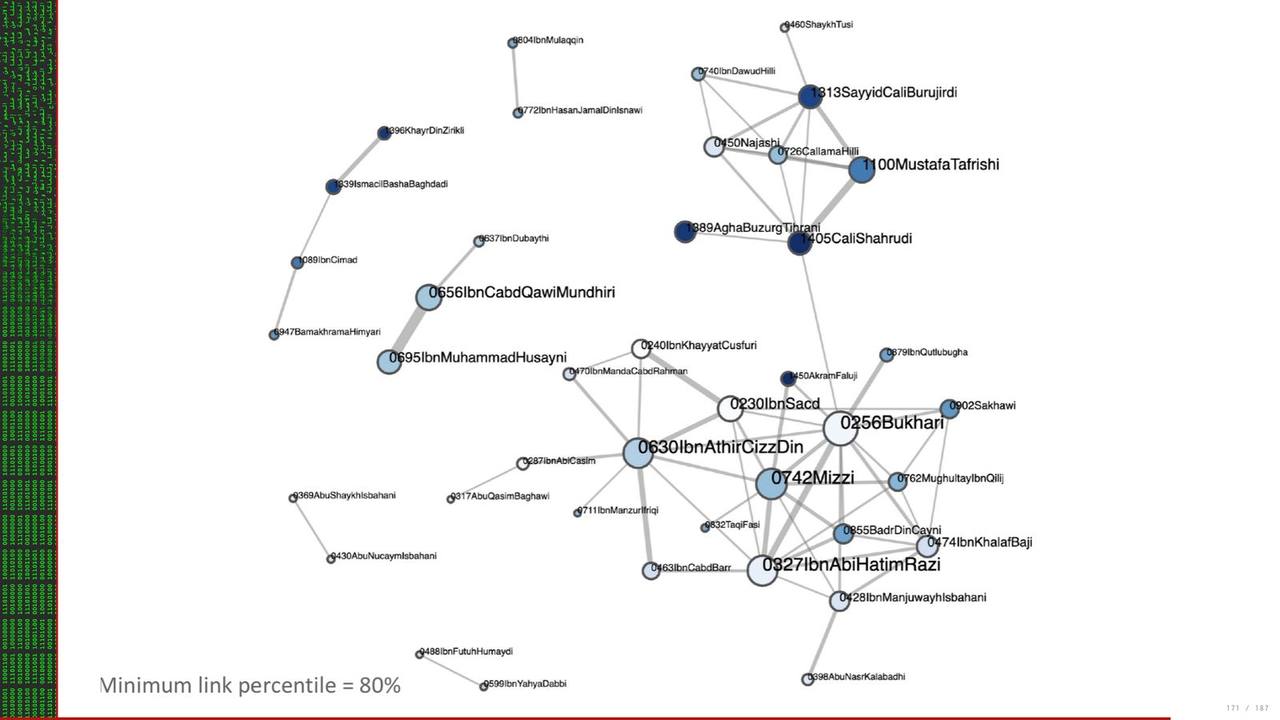 0460ShaykhTusi
0804IbnMulaqqin
0740IbnDawudHilli
1313SayyidCaliBurujirdi
0772IbnHasanJamalDinIsnawi
1396KhayrDinZirikli
0450Najashi
0726CallamaHilli
1100MustafaTafrishi
1339IsmacilBashaBaghdadi
1389AghaBuzurgTihrani
0637IbnDubaythi
1405CaliShahrudi
1089IbnCimad
0656IbnCabdQawiMundhiri
0947BamakhramaHimyari
0240IbnKhayyatCusfuri
0879IbnQutlubugha
0695IbnMuhammadHusayni
0470IbnMandaCabdRahman
1450AkramFaluji
0230IbnSacd
0902Sakhawi
0256Bukhari
0630IbnAthirCizzDin
0287IbnAbiCasim
0742Mizzi
0762MughultayIbnQilij
0369AbuShaykhIsbahani
0317AbuQasimBaghawi
0711IbnManzurIfriqi
0832TaqiFasi
0855BadrDinCayni
0474IbnKhalafBaji
0430AbuNucaymIsbahani
0463IbnCabdBarr
0327IbnAbiHatimRazi
0428IbnManjuwayhIsbahani
0488IbnFutuhHumaydi
0398AbuNasrKalabadhi
0599IbnYahyaDabbi
Minimum link percentile = 80%
171 / 187